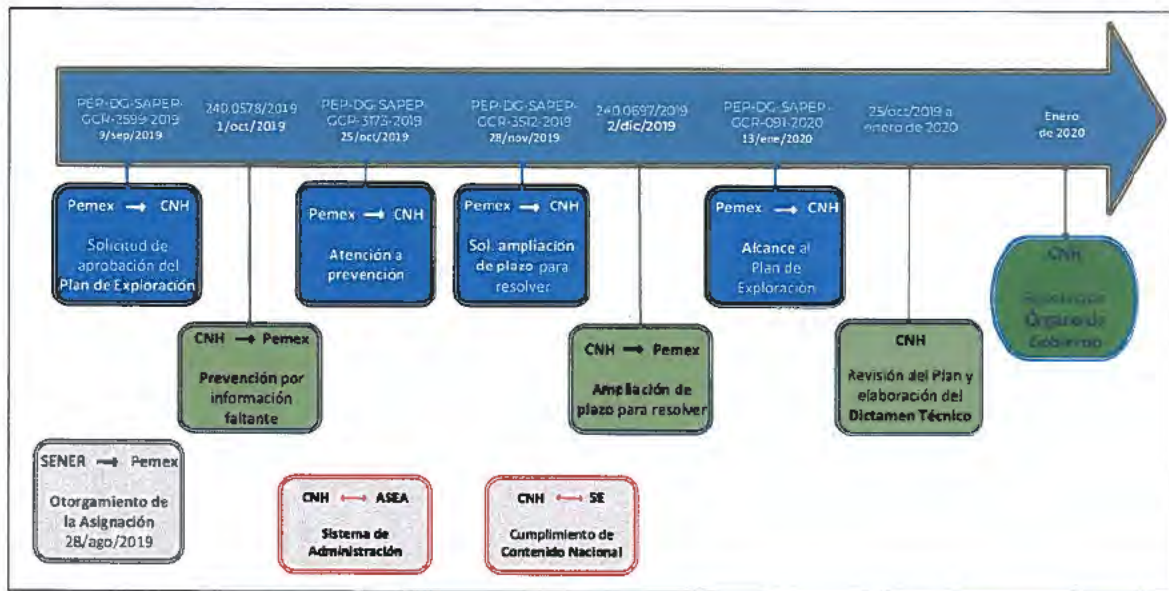 PEP-DG-SAPEP-
GCR-2599-2019
9/sep/2019
240.0578/2019
1/oct/2019
PEP-DG-SAPEP-
GCR-3173-2019
25/oct/2019
PEP-DG-SAPEP-
GCR-3512-2019
28/nov/2019
240.0697/2019
2/dic/2019
PEP-DG-SAPEP-
GCR-091-2020
13/ene/2020
25/oct/2019 a
enero de 2020
Enero
de 2020
Pemex → CNH
Solicitud de
aprobación del
Plan de Exploración
Pemex → CNH
Atención a
prevención
Pemex → CNH
Sol. ampliación
de plazo para
resolver
Pemex → CNH
Alcance al
Plan de
Exploración
CNH
Órgano de
Gobierno
CNH → Pemex
Prevención por
información
faltante
CNH → Pemex
Ampliación de
plazo para resolver
CNH
Revisión del Plan y
elaboración del
Dictamen Técnico
SENER → Pemex
Otorgamiento de
la Asignación
28/ago/2019
CNH ↔ ASEA
Sistema de
Administración
CNH ↔ SE
Cumplimiento de
Contenido Nacional